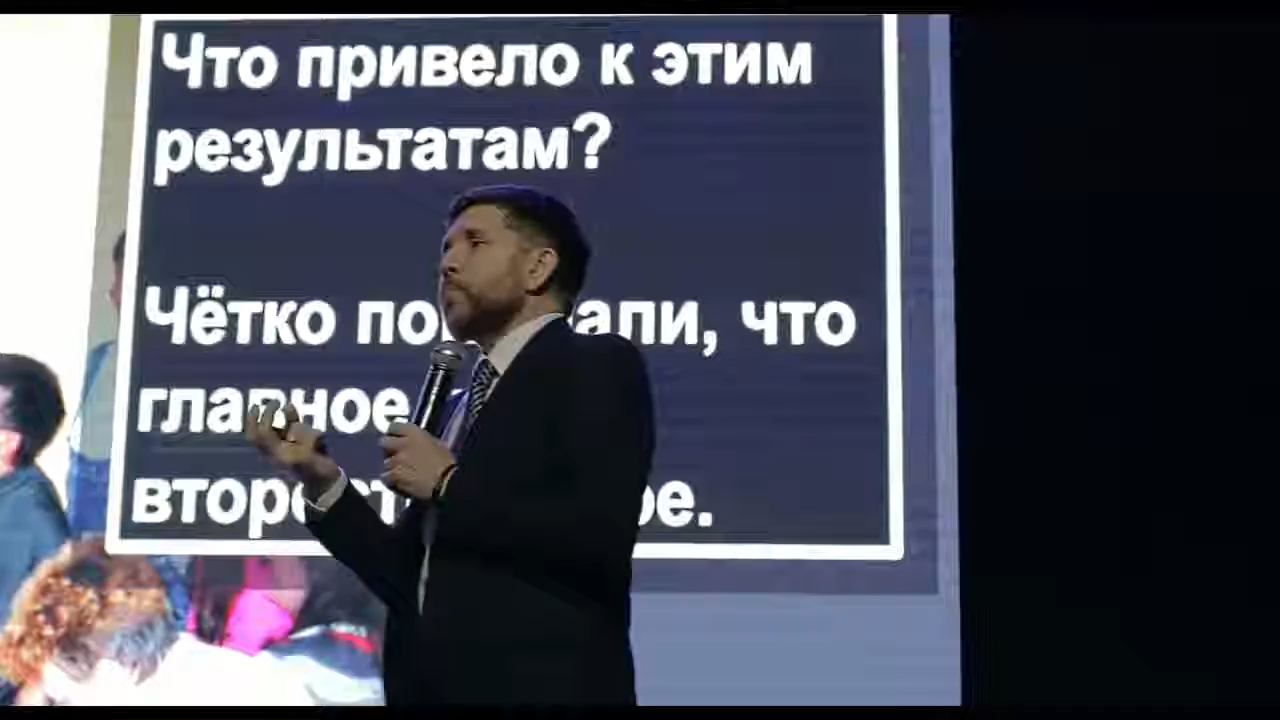 Что привело к этим
результатам?
Чётко что
главное